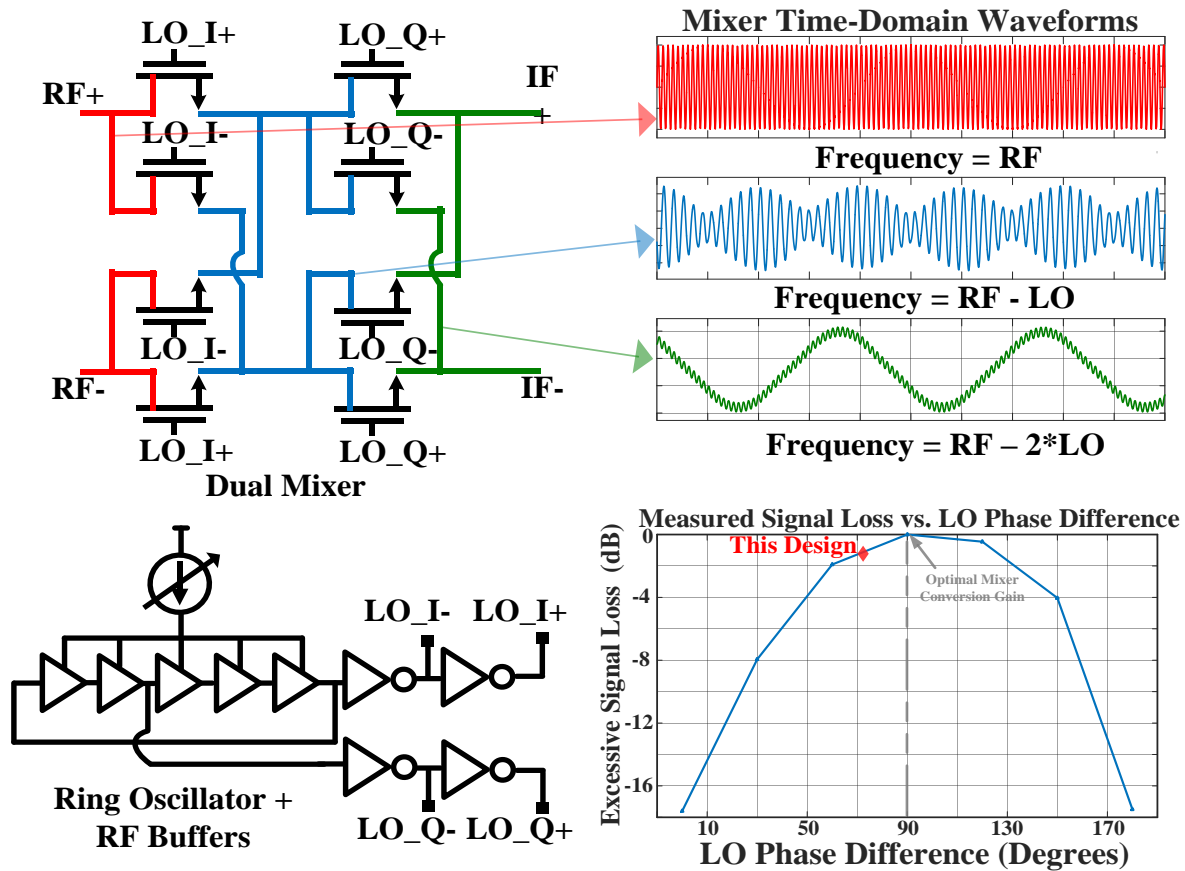 LO_I+
LO_Q+
RF+
IF
+
LO_I-
LO_Q-
LO_I-
LO_Q-
RF-
IF-
LO_I+
LO_Q+
Dual Mixer
Mixer Time-Domain Waveforms
Frequency = RF
Frequency = RF - LO
Frequency = RF – 2*LO
LO_I-
LO_I+
LO_Q-
LO_Q+
Ring Oscillator +
RF Buffers
Measured Signal Loss vs. LO Phase Difference
This Design
Optimal Mixer
Conversion Gain
Excessive Signal Loss (dB)
0
-4
-8
-12
-16
10
50
90
130
170
LO Phase Difference (Degrees)